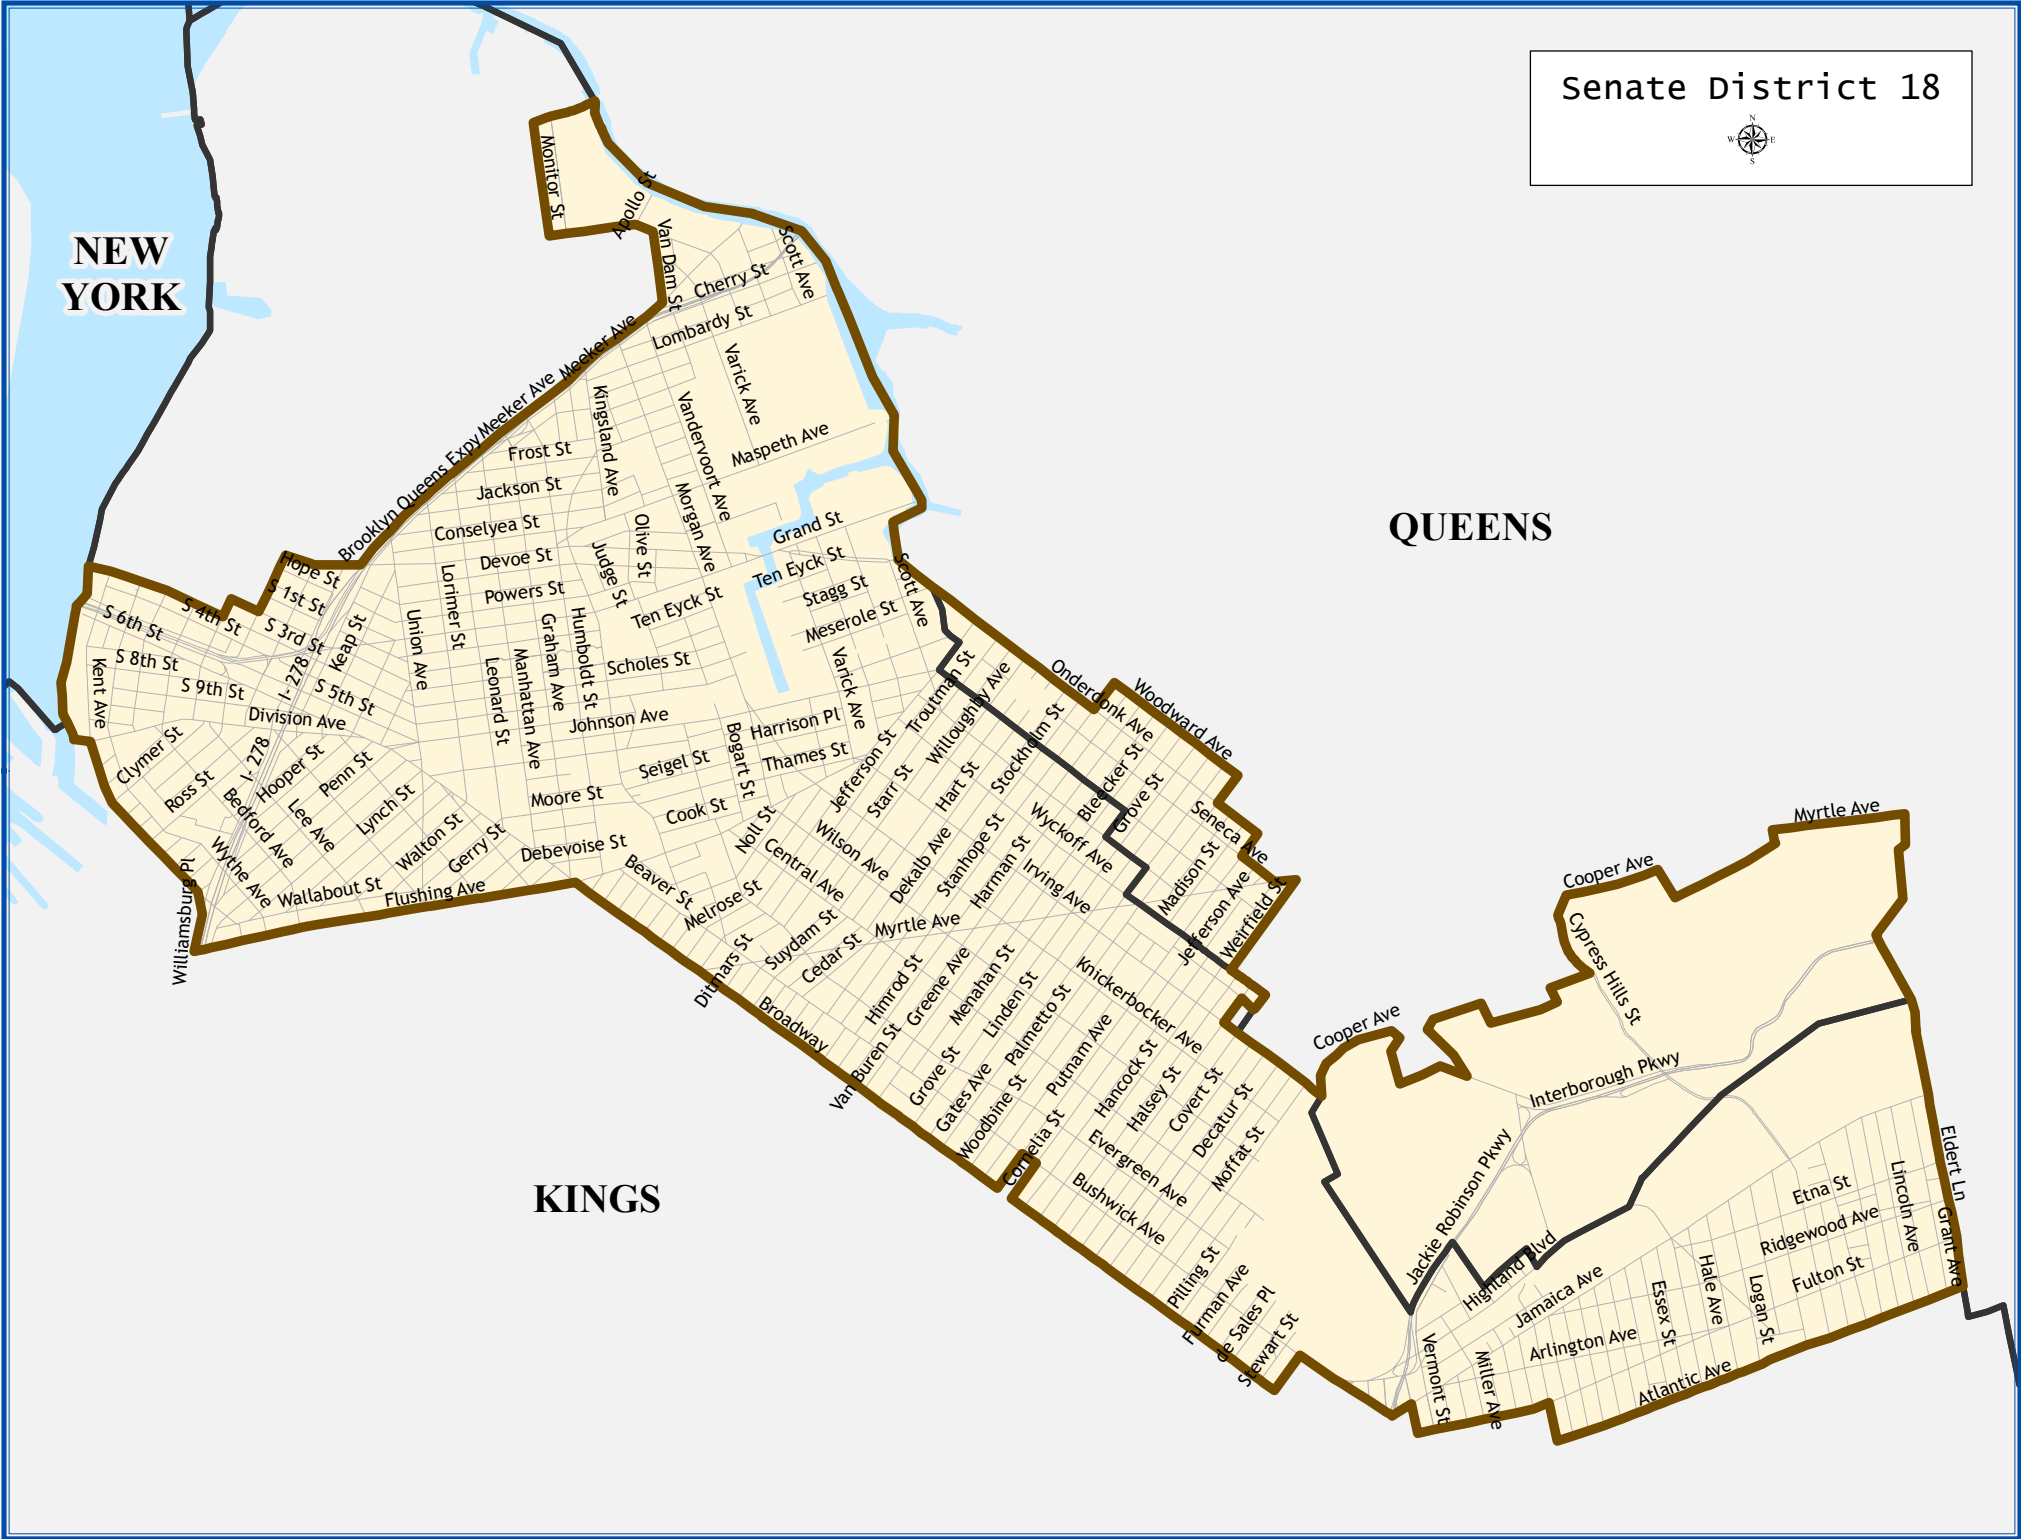 Senate District 18
N
W
E
S
NEW
YORK
QUEENS
KINGS
Monitor St
Apollo St
Van Dam St
Scott Ave
Cherry St
Lombardy St
Varick Ave
Meeker Ave
Meeker Ave
Brooklyn Queens Expy
Kingsland Ave
Vandervoort Ave
Maspeth Ave
Frost St
Jackson St
Conselyea St
Devoe St
Powers St
Olive St
Judge St
Morgan Ave
Grand St
Ten Eyck St
Ten Eyck St
Stagg St
Meserole St
Scott Ave
Hope St
S 1st St
S 3rd St
S 4th St
S 6th St
S 8th St
S 9th St
S 5th St
Keap St
I- 278
Kent Ave
Union Ave
Lorimer St
Leonard St
Manhattan Ave
Graham Ave
Humboldt St
Scholes St
Johnson Ave
Varick Ave
Harrison Pl
Thames St
Bogart St
Seigel St
Moore St
Cook St
Division Ave
Clymer St
Ross St
I- 278
Hooper St
Penn St
Bedford Ave
Lee Ave
Lynch St
Walton St
Gerry St
Debevoise St
Wythe Ave
Wallabout St
Flushing Ave
Williamsburg Pl
Beaver St
Melrose St
Noll St
Central Ave
Wilson Ave
Jefferson St
Troutman St
Starr St
Willoughby Ave
Hart St
Stockholm St
Dekalb Ave
Stanhope St
Harman St
Wyckoff Ave
Irving Ave
Bleecker St
Grove St
Onderdonk Ave
Woodward Ave
Seneca Ave
Madison St
Jefferson Ave
Weirfield St
Myrtle Ave
Ditmars St
Suydam St
Cedar St
Broadway
Himrod St
Greene Ave
Menahan St
Linden St
Palmetto St
Van Buren St
Grove St
Gates Ave
Woodbine St
Putnam Ave
Cornelia St
Knickerbocker Ave
Hancock St
Halsey St
Covert St
Decatur St
Moffat St
Evergreen Ave
Bushwick Ave
Pilling St
Furman Ave
de Sales Pl
Stewart St
Cooper Ave
Cooper Ave
Myrtle Ave
Cypress Hills St
Interborough Pkwy
Jackie Robinson Pkwy
Highland Blvd
Jamaica Ave
Arlington Ave
Vermont St
Miller Ave
Essex St
Hale Ave
Logan St
Atlantic Ave
Etna St
Ridgewood Ave
Fulton St
Lincoln Ave
Eldert Ln
Grant Ave